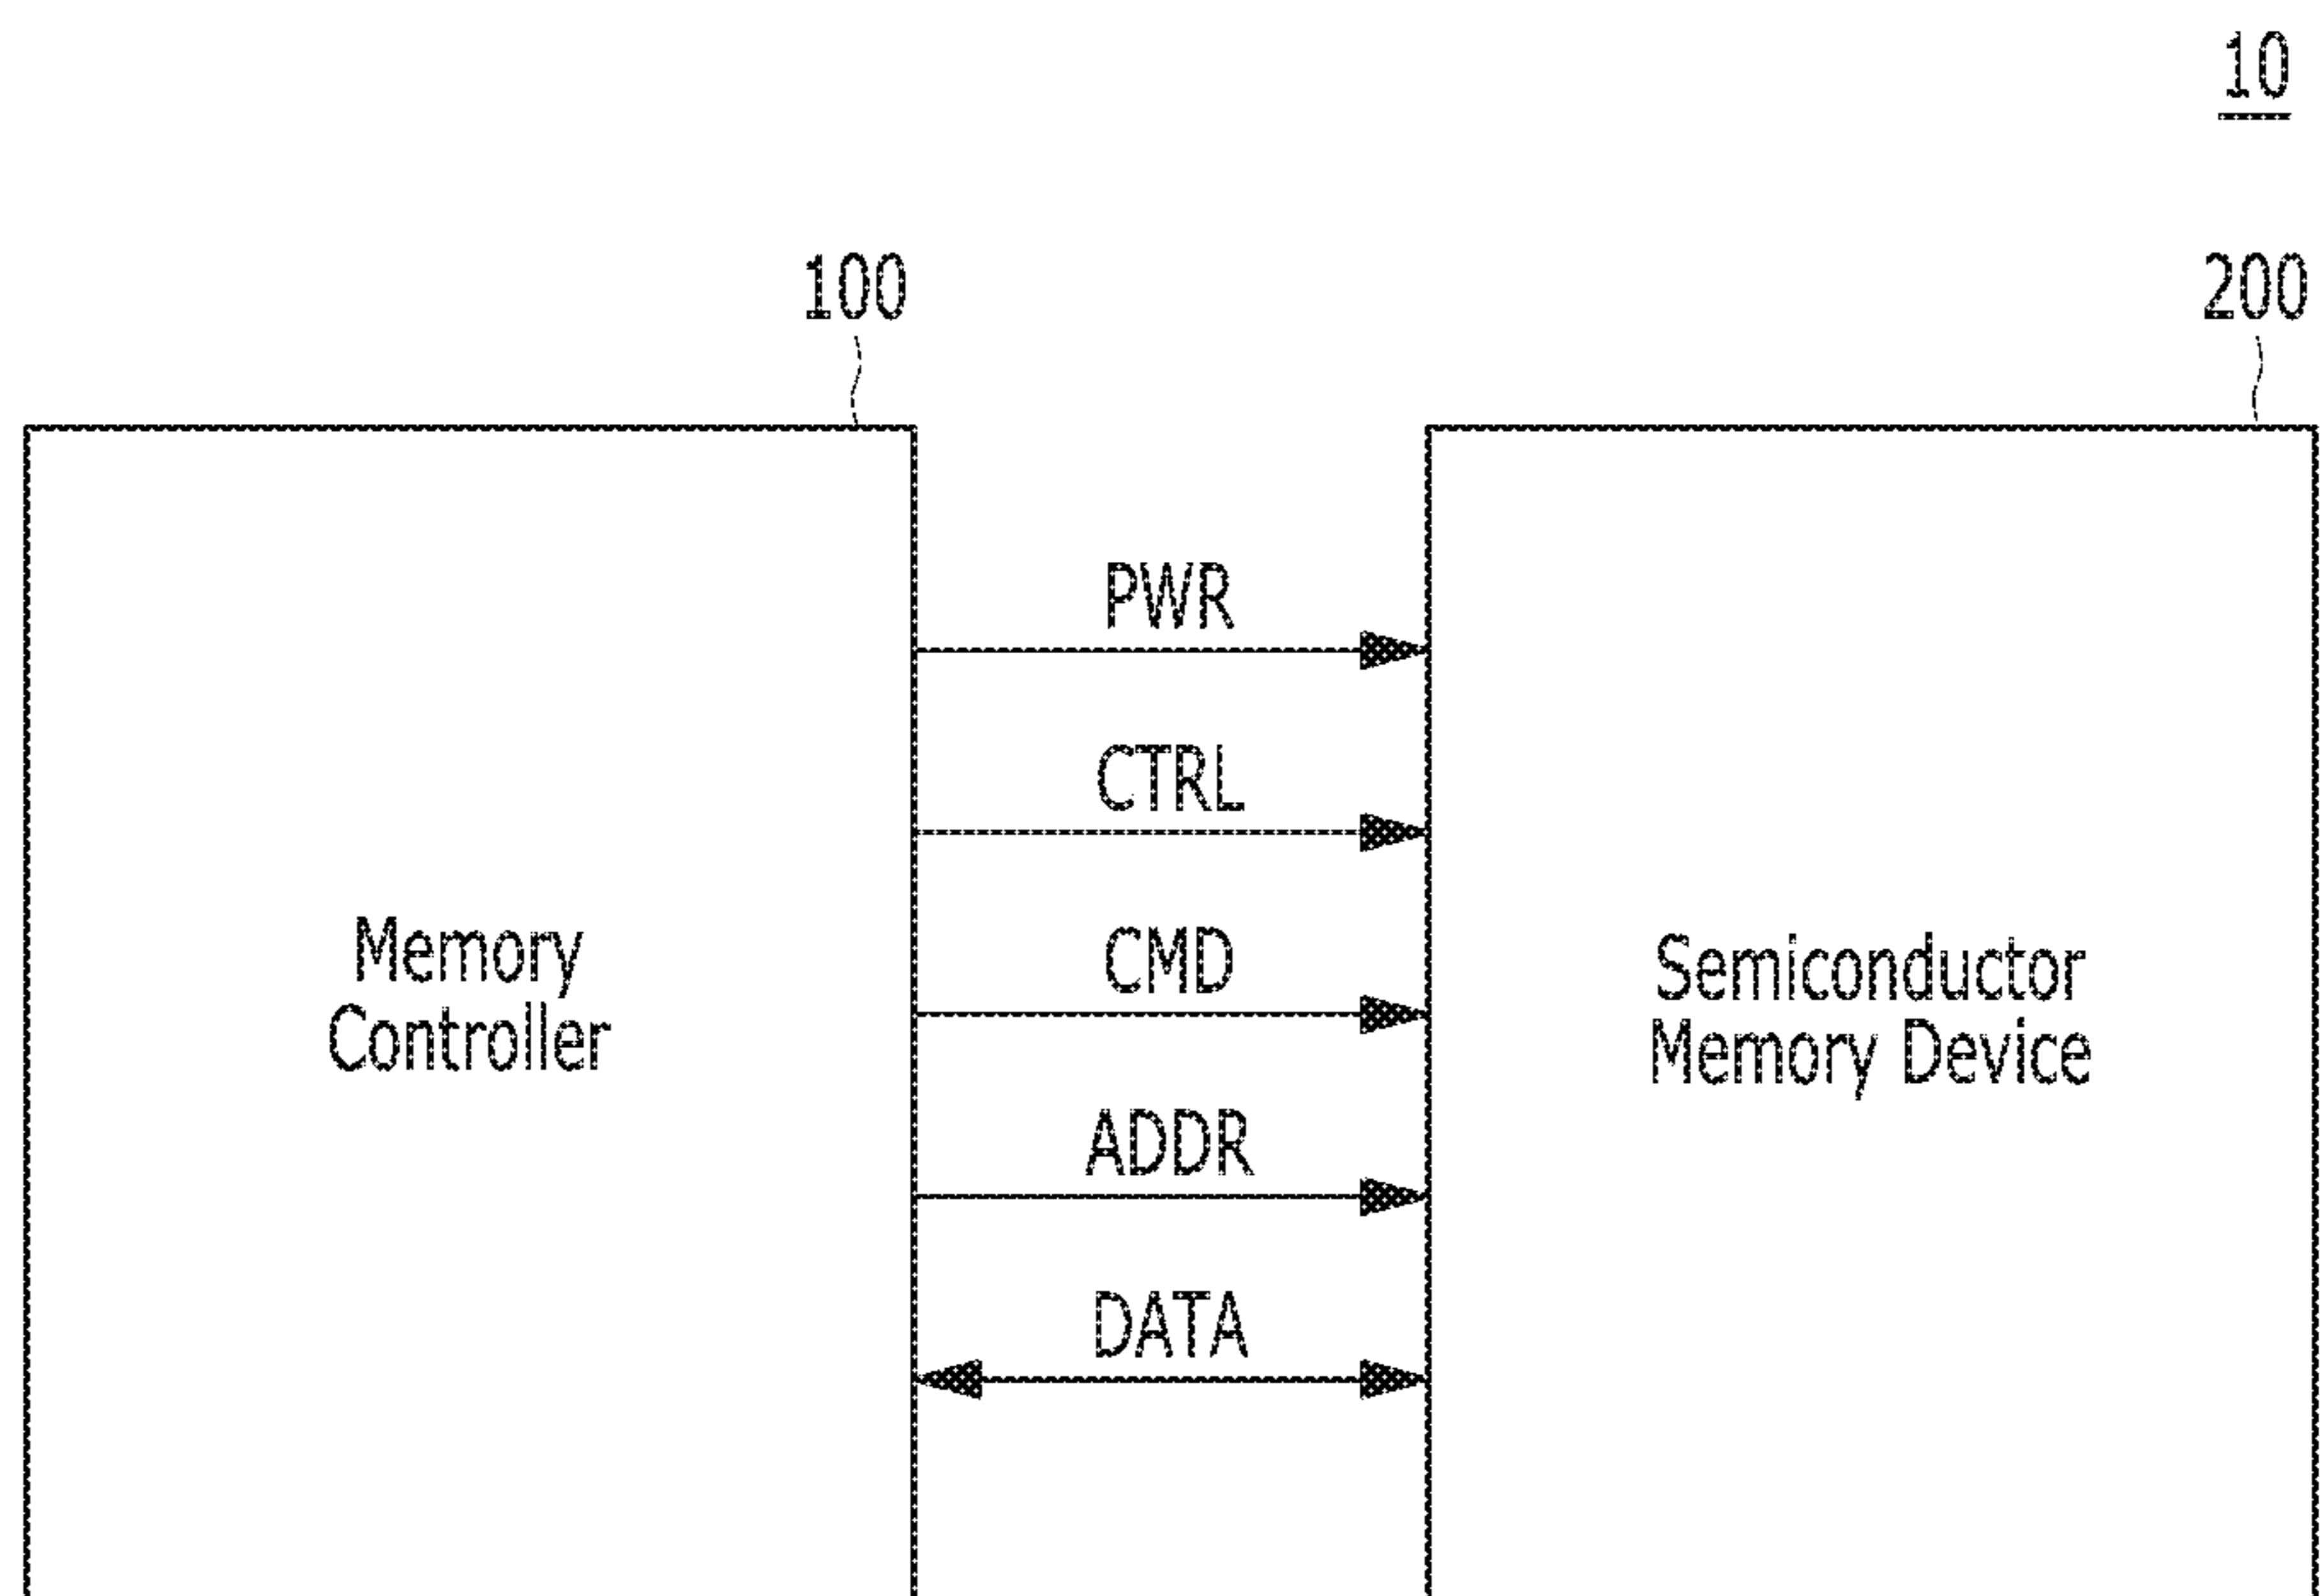 10
100
200
PWR
CTRL
CMD
Memory
Controller
Semiconductor
Memory Device
ADDR
DATA